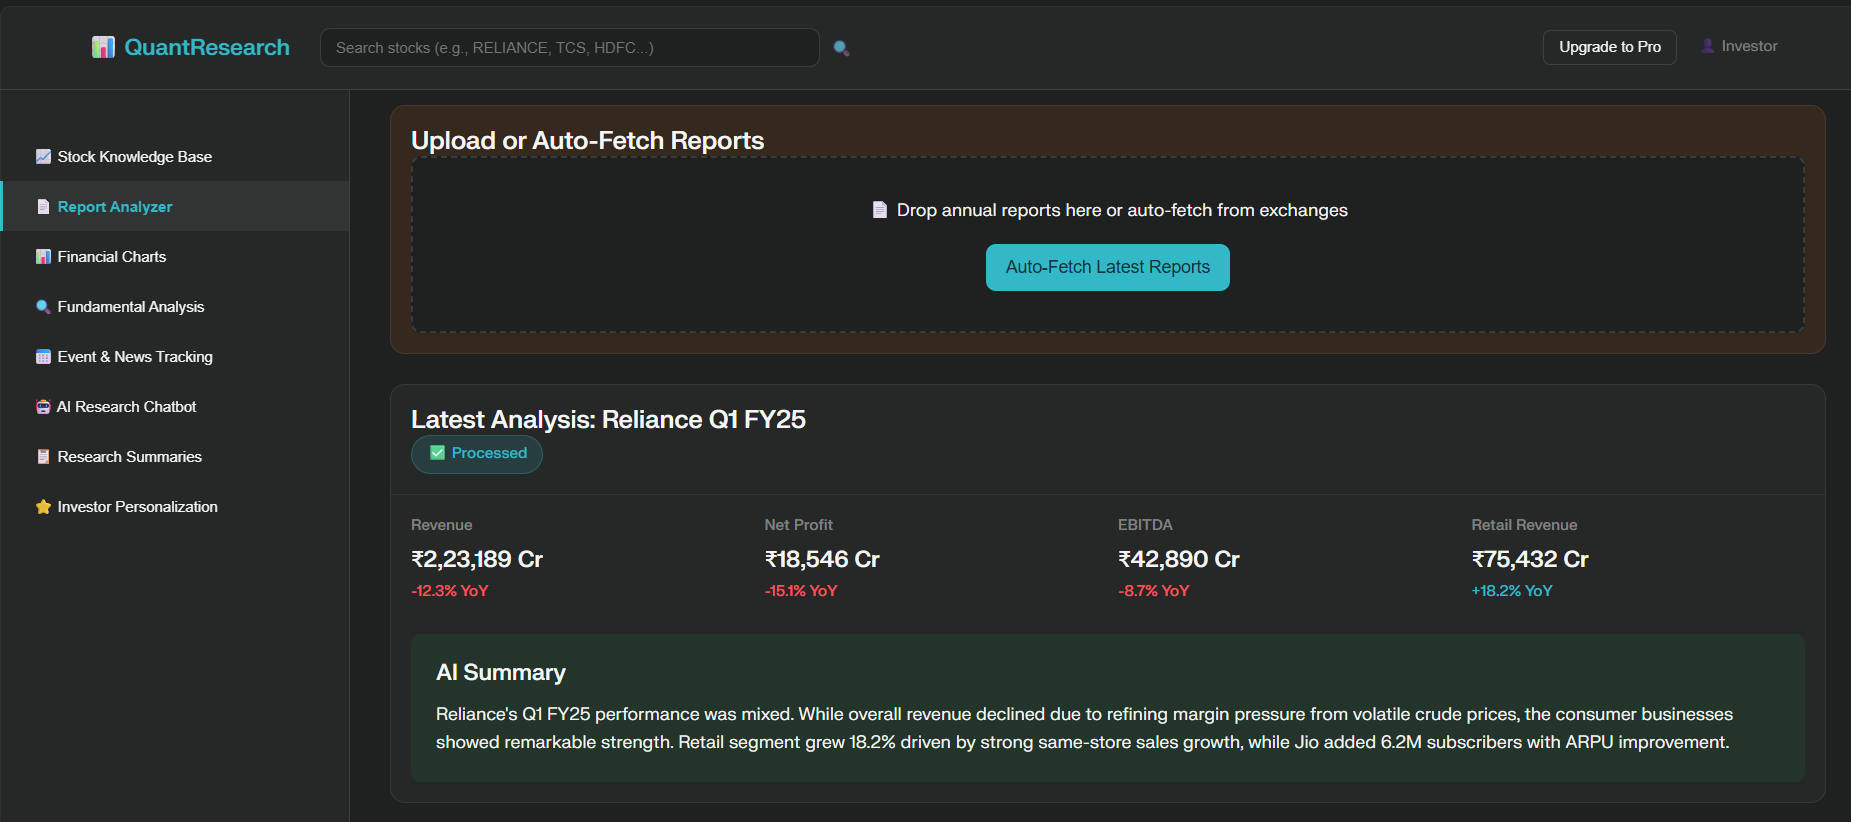 QuantResearch
Search stocks (e.g., RELIANCE, TCS, HDFC...)
Upgrade to Pro
Investor
Stock Knowledge Base
Report Analyzer
Financial Charts
Fundamental Analysis
Event & News Tracking
AI Research Chatbot
Research Summaries
Investor Personalization
Upload or Auto-Fetch Reports
Drop annual reports here or auto-fetch from exchanges
Auto-Fetch Latest Reports
Latest Analysis: Reliance Q1 FY25
Processed
Revenue
₹2,23,189 Cr
-12.3% YoY
Net Profit
₹18,546 Cr
-15.1% YoY
EBITDA
₹42,890 Cr
-8.7% YoY
Retail Revenue
₹75,432 Cr
+18.2% YoY
AI Summary
Reliance's Q1 FY25 performance was mixed. While overall revenue declined due to refining margin pressure from volatile crude prices, the consumer businesses
showed remarkable strength. Retail segment grew 18.2% driven by strong same-store sales growth, while Jio added 6.2M subscribers with ARPU improvement.